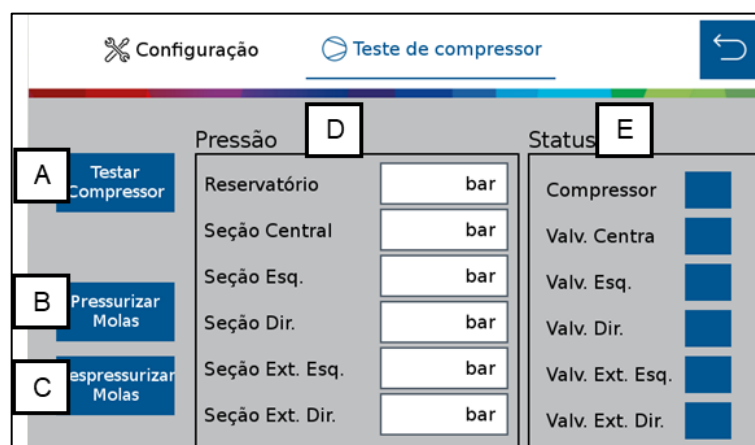 Configuração
Teste de compressor
Pressão
D
Status
E
A
Testar
Compressor
B
Pressurizar
Molas
C
espressurizar
Molas
Reservatório bar
Seção Central bar
Seção Esq. bar
Seção Dir. bar
Seção Ext. Esq. bar
Seção Ext. Dir. bar
Compressor
Valv. Centra
Valv. Esq.
Valv. Dir.
Valv. Ext. Esq.
Valv. Ext. Dir.